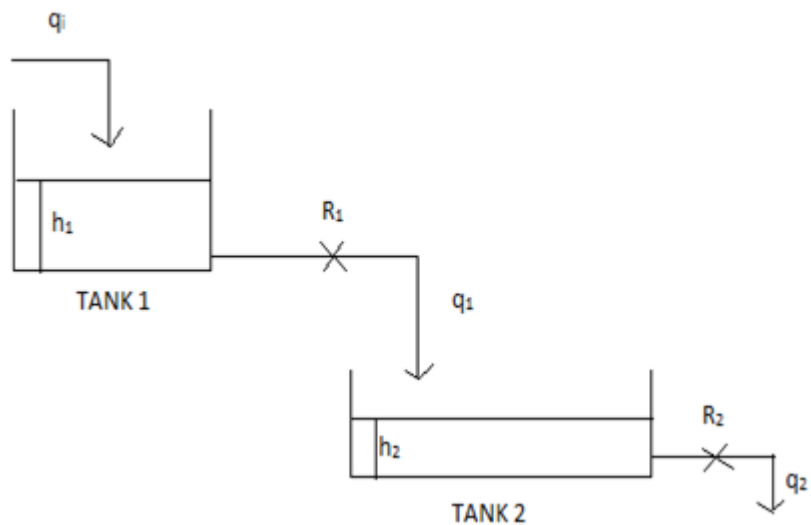 qᵢ
h₁
R₁
TANK 1
q₁
h₂
R₂
q₂
TANK 2